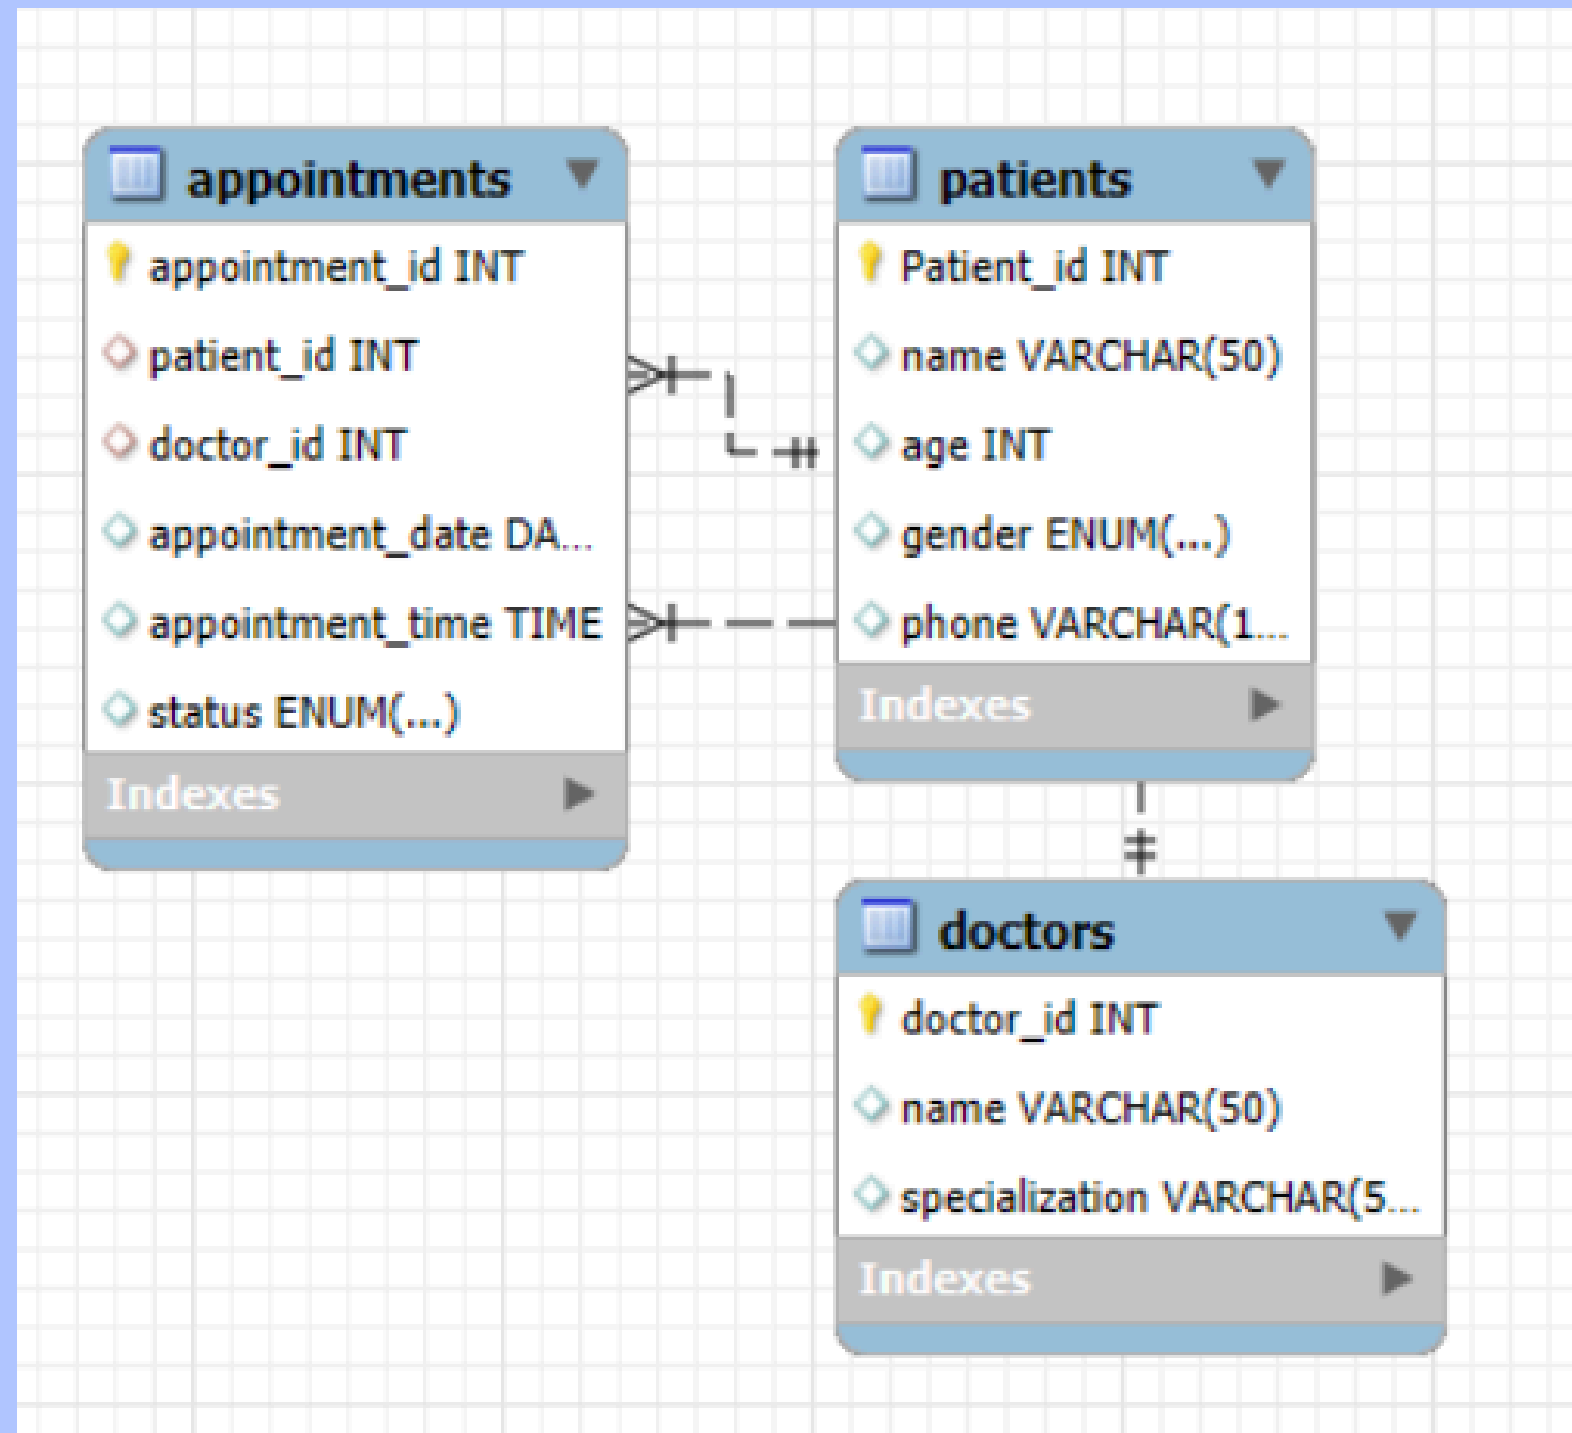 appointments
appointment_id INT
patient_id INT
doctor_id INT
appointment_date DA...
appointment_time TIME
status ENUM(...)
Indexes
patients
Patient_id INT
name VARCHAR(50)
age INT
gender ENUM(...)
phone VARCHAR(1...
Indexes
doctors
doctor_id INT
name VARCHAR(50)
specialization VARCHAR(5...
Indexes